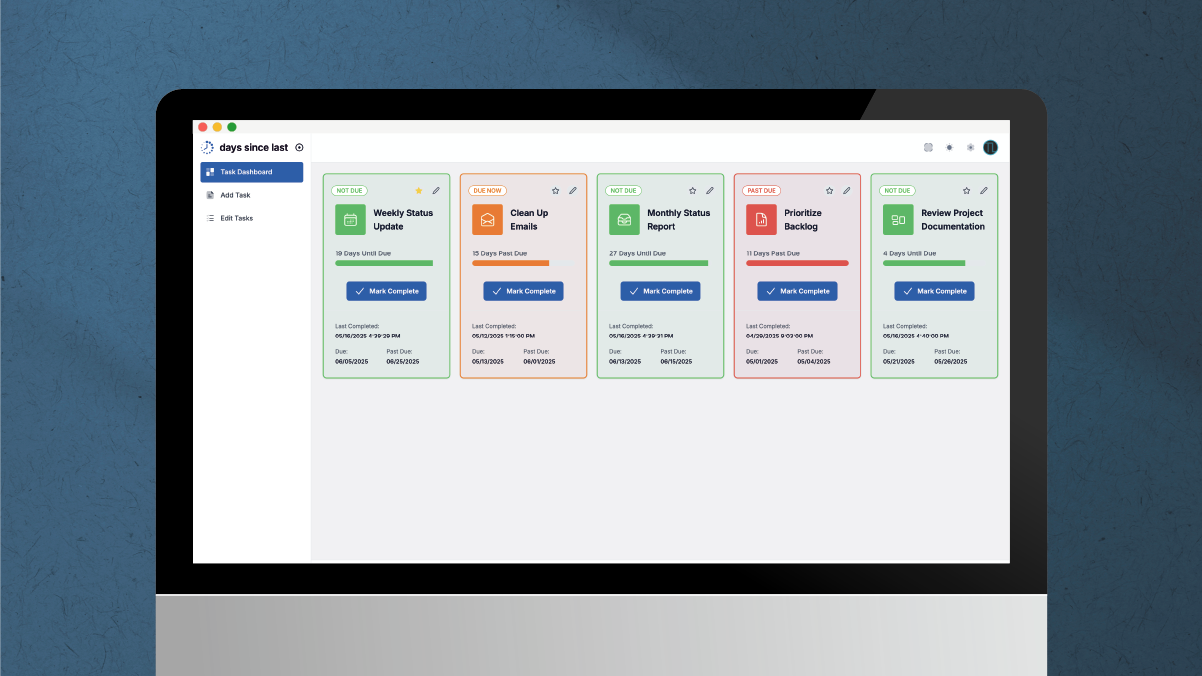 days since last
Task Dashboard
Add Task
Edit Tasks
NOT DUE
Weekly Status
Update
19 Days Until Due
Mark Complete
Last Completed:
05/16/2025 4:39:29 PM
Due:
Past Due:
06/05/2025
06/25/2025
DUE NOW
Clean Up
Emails
15 Days Past Due
Mark Complete
Last Completed:
05/12/2025 1:15:00 PM
Due:
Past Due:
05/13/2025
06/01/2025
NOT DUE
Monthly Status
Report
27 Days Until Due
Mark Complete
Last Completed:
05/16/2025 4:39:31 PM
Due:
Past Due:
06/13/2025
06/15/2025
PAST DUE
Prioritize
Backlog
11 Days Past Due
Mark Complete
Last Completed:
04/29/2025 9:03:00 PM
Due:
Past Due:
05/01/2025
05/04/2025
NOT DUE
Review Project
Documentation
4 Days Until Due
Mark Complete
Last Completed:
05/16/2025 4:40:00 PM
Due:
Past Due:
05/21/2025
05/26/2025